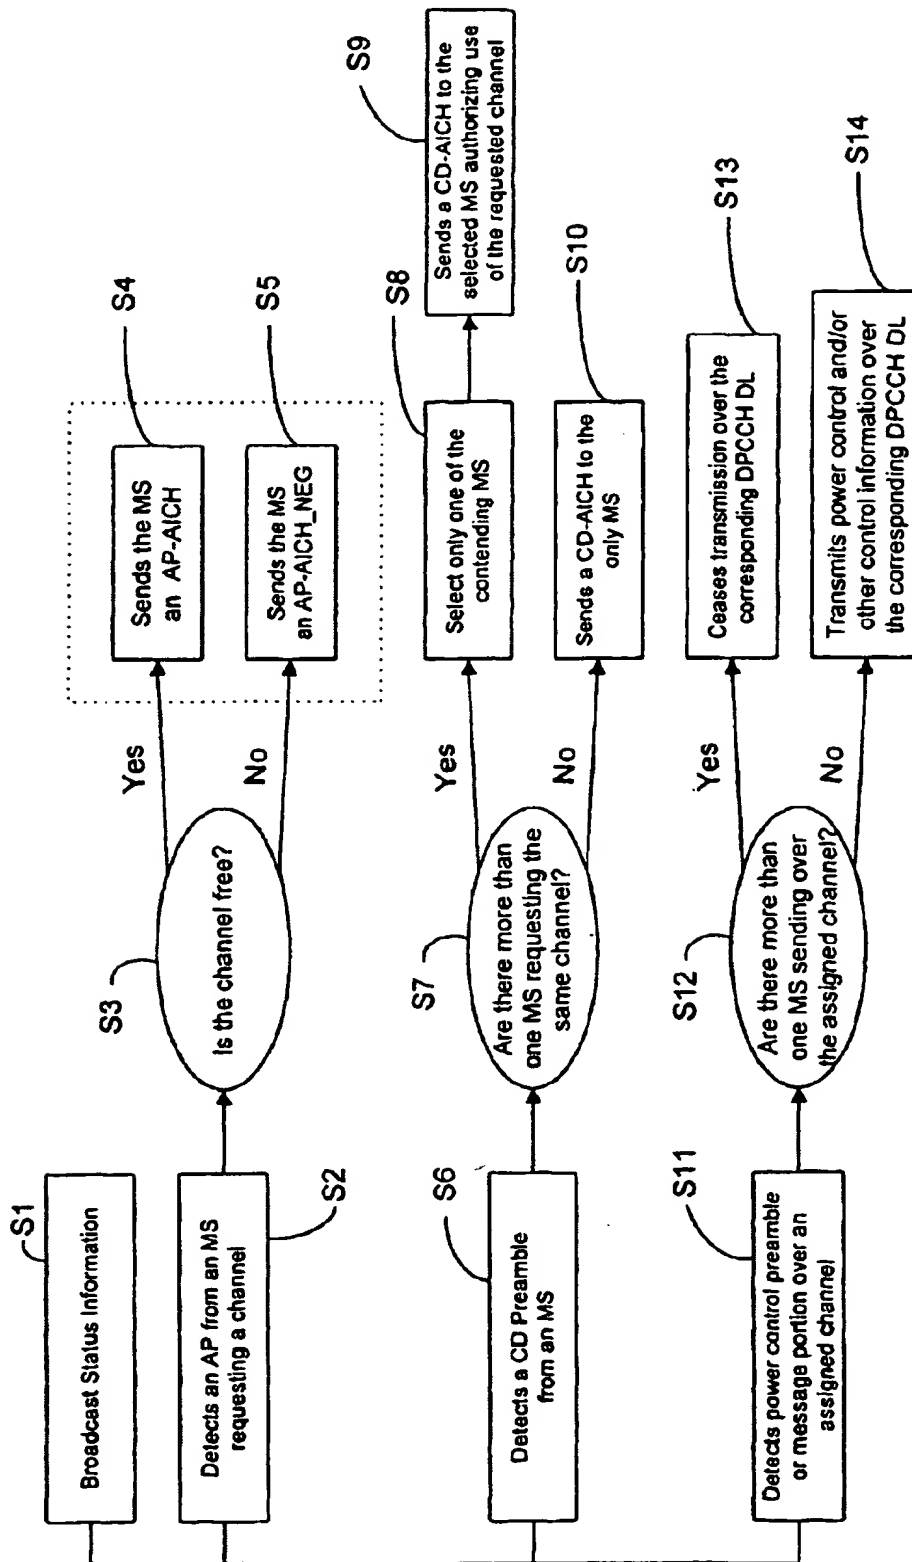 S1
Broadcast Status Information
Detects an AP from an MS
requesting a channel
S2
S3
Is the channel free?
Yes
No
Sends the MS
an AP-AICH
S4
Sends the MS
an AP-AICH_NEG
S5
S6
Detects a CD Preamble
from an MS
S7
Are there more than
one MS requesting the
same channel?
Yes
No
Select only one of the
contending MS
S8
Sends a CD-AICH to the
selected MS authorizing use
of the requested channel
S9
Sends a CD-AICH to the
only MS
S10
S11
Detects power control preamble
or message portion over an
assigned channel
S12
Are there more than
one MS sending over
the assigned channel?
Yes
No
Ceases transmission over the
corresponding DPCCH DL
S13
Transmits power control and/or
other control information over
the corresponding DPCCH DL
S14